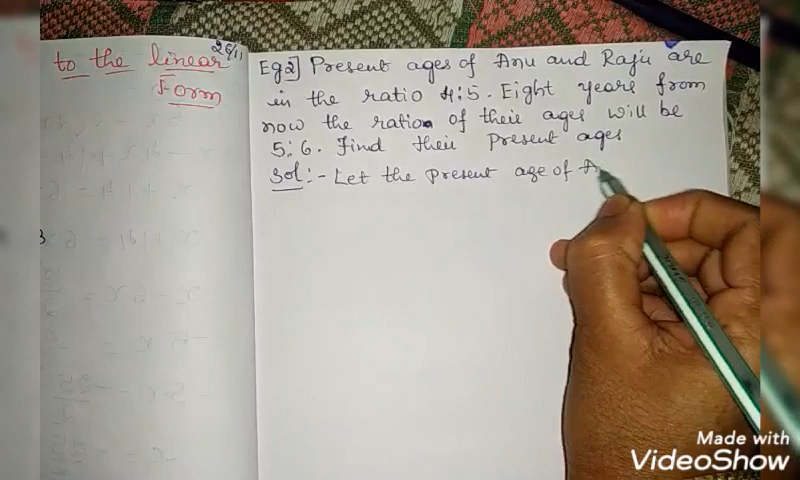 to the linear
Form
26/11
Eg2] Present ages of Anu and Raju are
in the ratio 4:5. Eight years from
now the ration of their ages will be
5:6. Find their Present ages
Sol:- Let the Present age of A
Made with
VideoShow